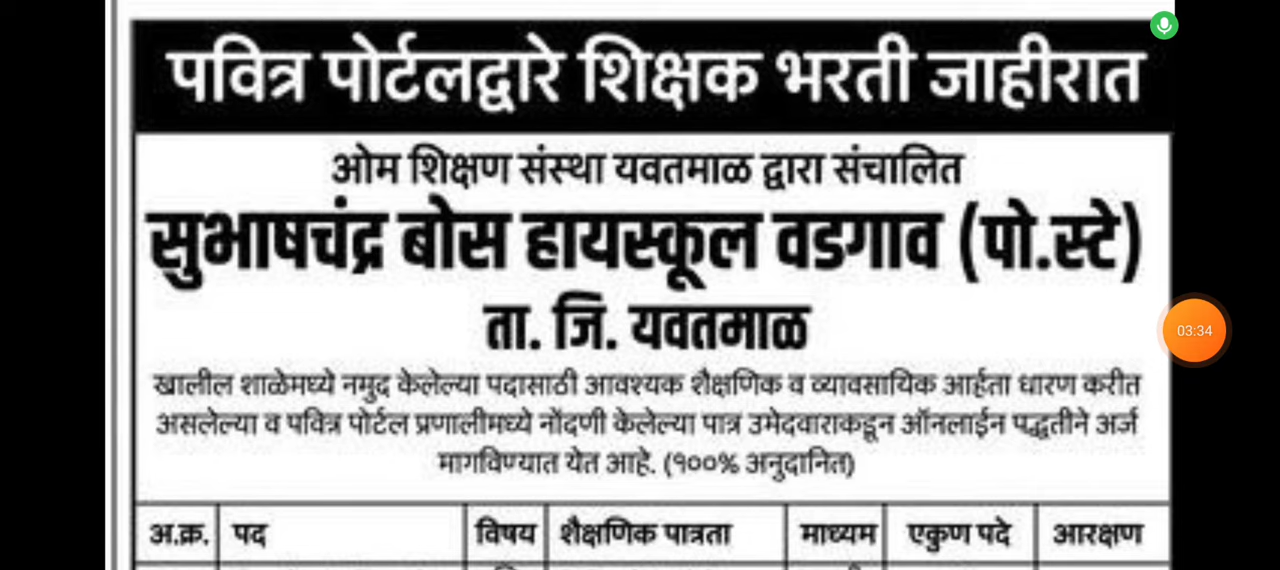 पवित्र पोर्टलद्वारे शिक्षक भरती जाहीरात
ओम शिक्षण संस्था यवतमाळ द्वारा संचालित
सुभाषचंद्र बोस हायस्कूल वडगाव (पो.स्टे)
ता. जि. यवतमाळ
खालील शाळेमध्ये नमुद केलेल्या पदासाठी आवश्यक शैक्षणिक व व्यावसायिक आर्हता धारण करीत
असलेल्या व पवित्र पोर्टल प्रणालीमध्ये नोंदणी केलेल्या पात्र उमेदवाराकडून ऑनलाईन पद्धतीने अर्ज
मागविण्यात येत आहे. (१००% अनुदानित)
अ.क्र. पद विषय शैक्षणिक पात्रता माध्यम एकुण पदे आरक्षण
03:34